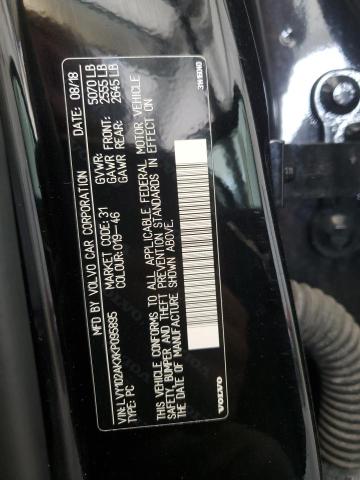 MFD. BY: VOLVO CAR CORPORATION 08/18
MARKET CODE: 31 GVWR: 5070 LB
COLOUR: 019-46 GAWR FRONT: 2555 LB
GAWR REAR: 2645 LB
VIN: LVY102AK
TYPE: PC
THIS VEHICLE CONFORMS TO ALL APPLICABLE FEDERAL MOTOR VEHICLE
SAFETY, BUMPER AND THEFT PREVENTION STANDARDS IN EFFECT ON
THE DATE OF MANUFACTURE SHOWN ABOVE.
VOLVO